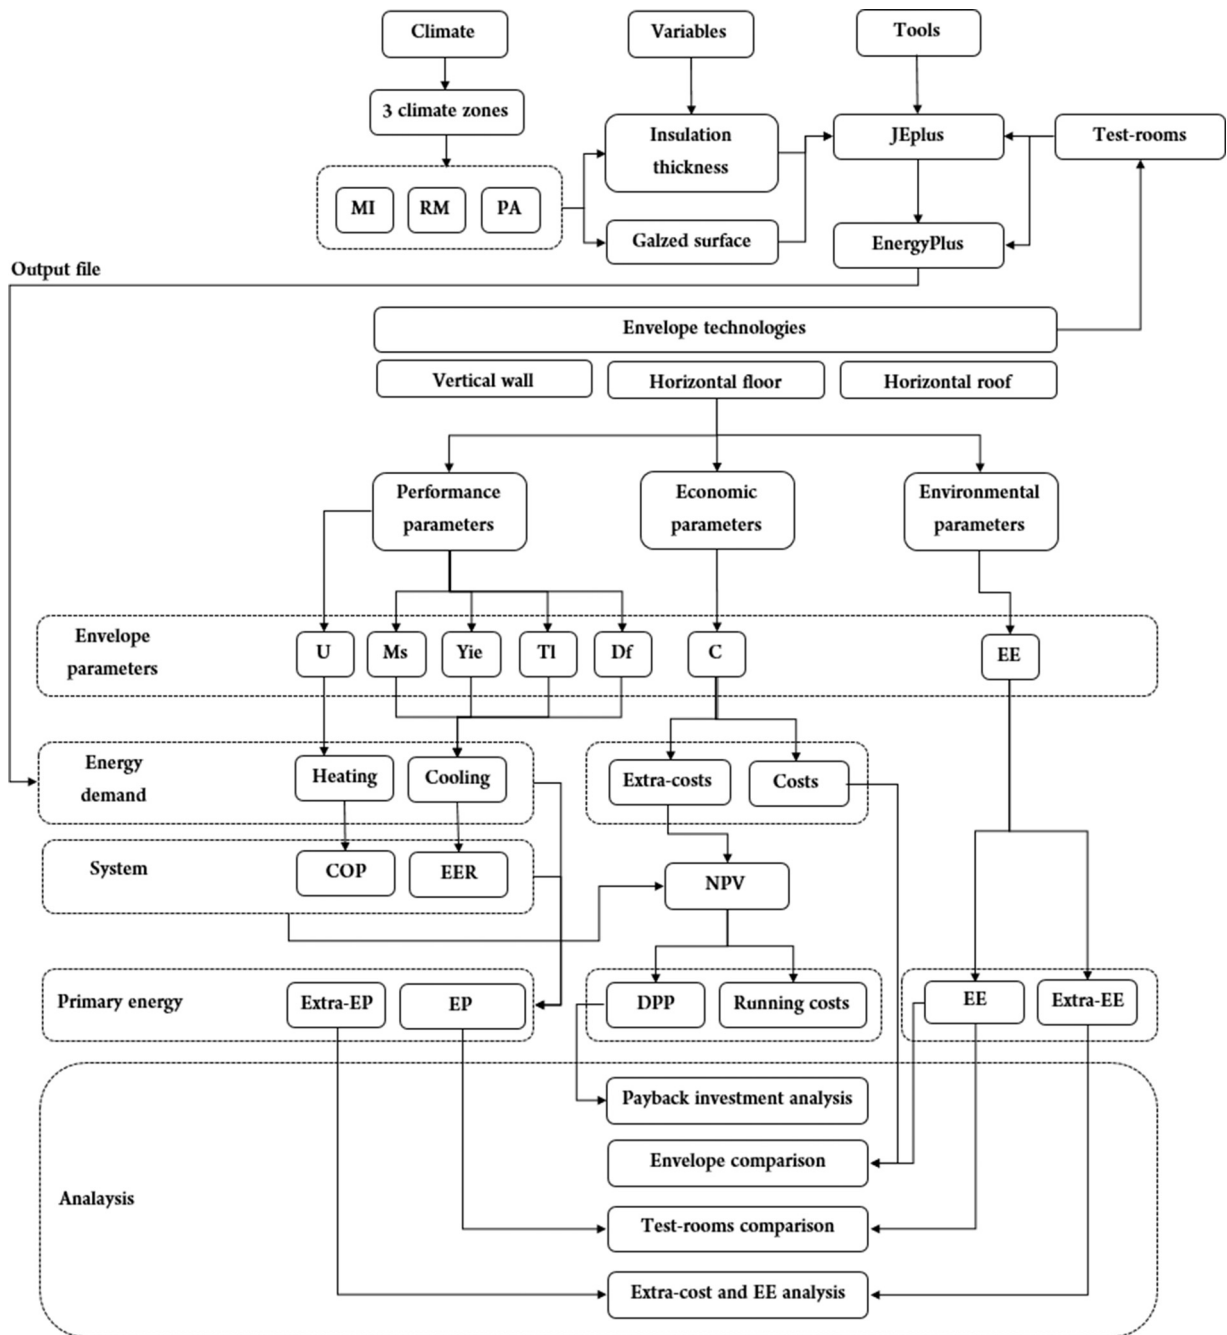 Climate
Variables
Tools
3 climate zones
Insulation
thickness
JEplus
Test-rooms
MI
RM
PA
Galzed surface
EnergyPlus
Output file
Envelope technologies
Vertical wall
Horizontal floor
Horizontal roof
Performance
parameters
Economic
parameters
Environmental
parameters
Envelope
parameters
U
Ms
Yie
Tl
Df
C
EE
Energy
demand
Heating
Cooling
Extra-costs
Costs
System
COP
EER
NPV
Primary energy
Extra-EP
EP
DPP
Running costs
EE
Extra-EE
Payback investment analysis
Envelope comparison
Analaysis
Test-rooms comparison
Extra-cost and EE analysis